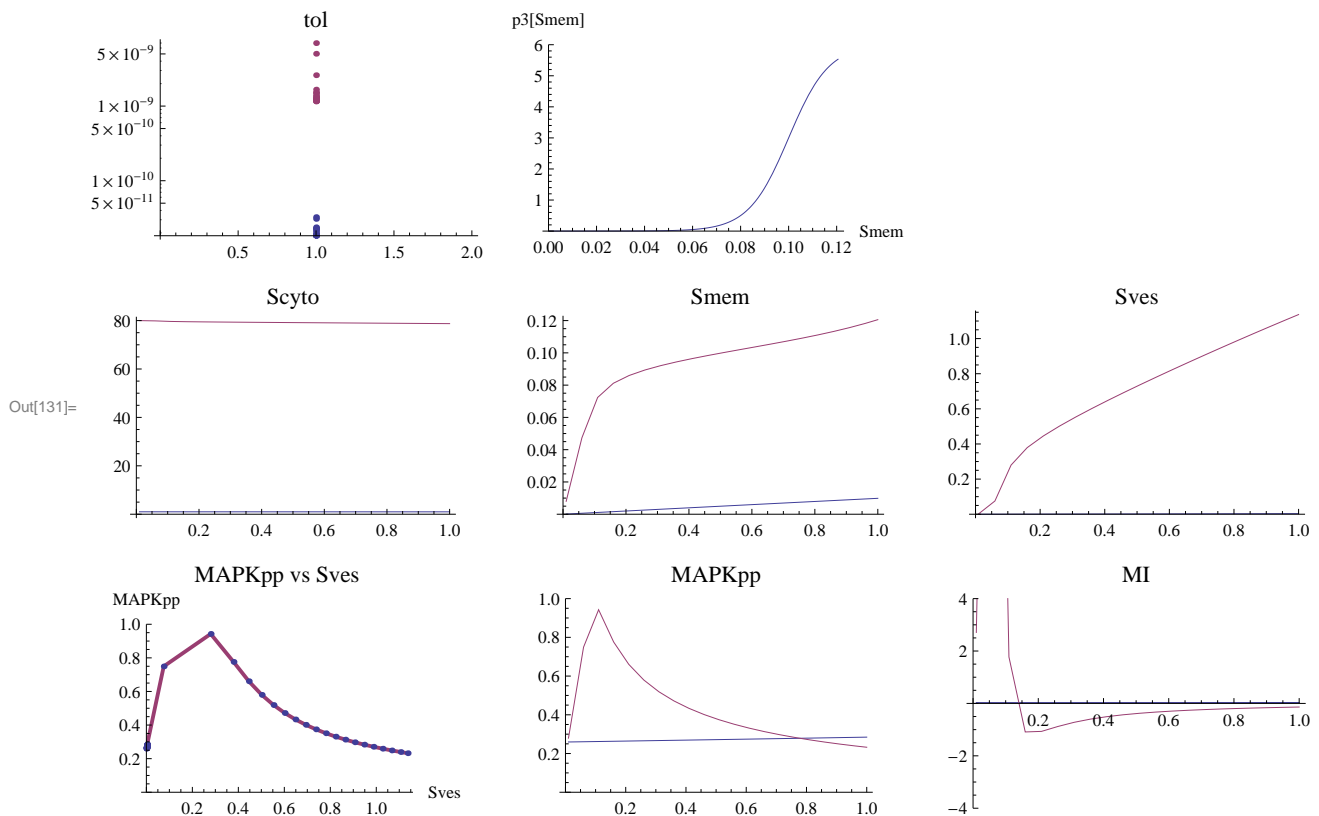 tol
5×10⁻⁹
1×10⁻⁹
5×10⁻¹⁰
1×10⁻¹⁰
5×10⁻¹¹
0.5 1.0 1.5 2.0
p3[Smem]
6
5
4
3
2
1
0.00 0.02 0.04 0.06 0.08 0.10 0.12
Smem
Out[131]=
Scyto
80
60
40
20
0.2 0.4 0.6 0.8 1.0
Smem
0.12
0.10
0.08
0.06
0.04
0.02
0.2 0.4 0.6 0.8 1.0
Sves
1.0
0.8
0.6
0.4
0.2
0.2 0.4 0.6 0.8 1.0
MAPKpp vs Sves
MAPKpp
1.0
0.8
0.6
0.4
0.2
0.2 0.4 0.6 0.8 1.0
Sves
MAPKpp
1.0
0.8
0.6
0.4
0.2
0.2 0.4 0.6 0.8 1.0
MI
4
2
0.2 0.4 0.6 0.8 1.0
−2
−4